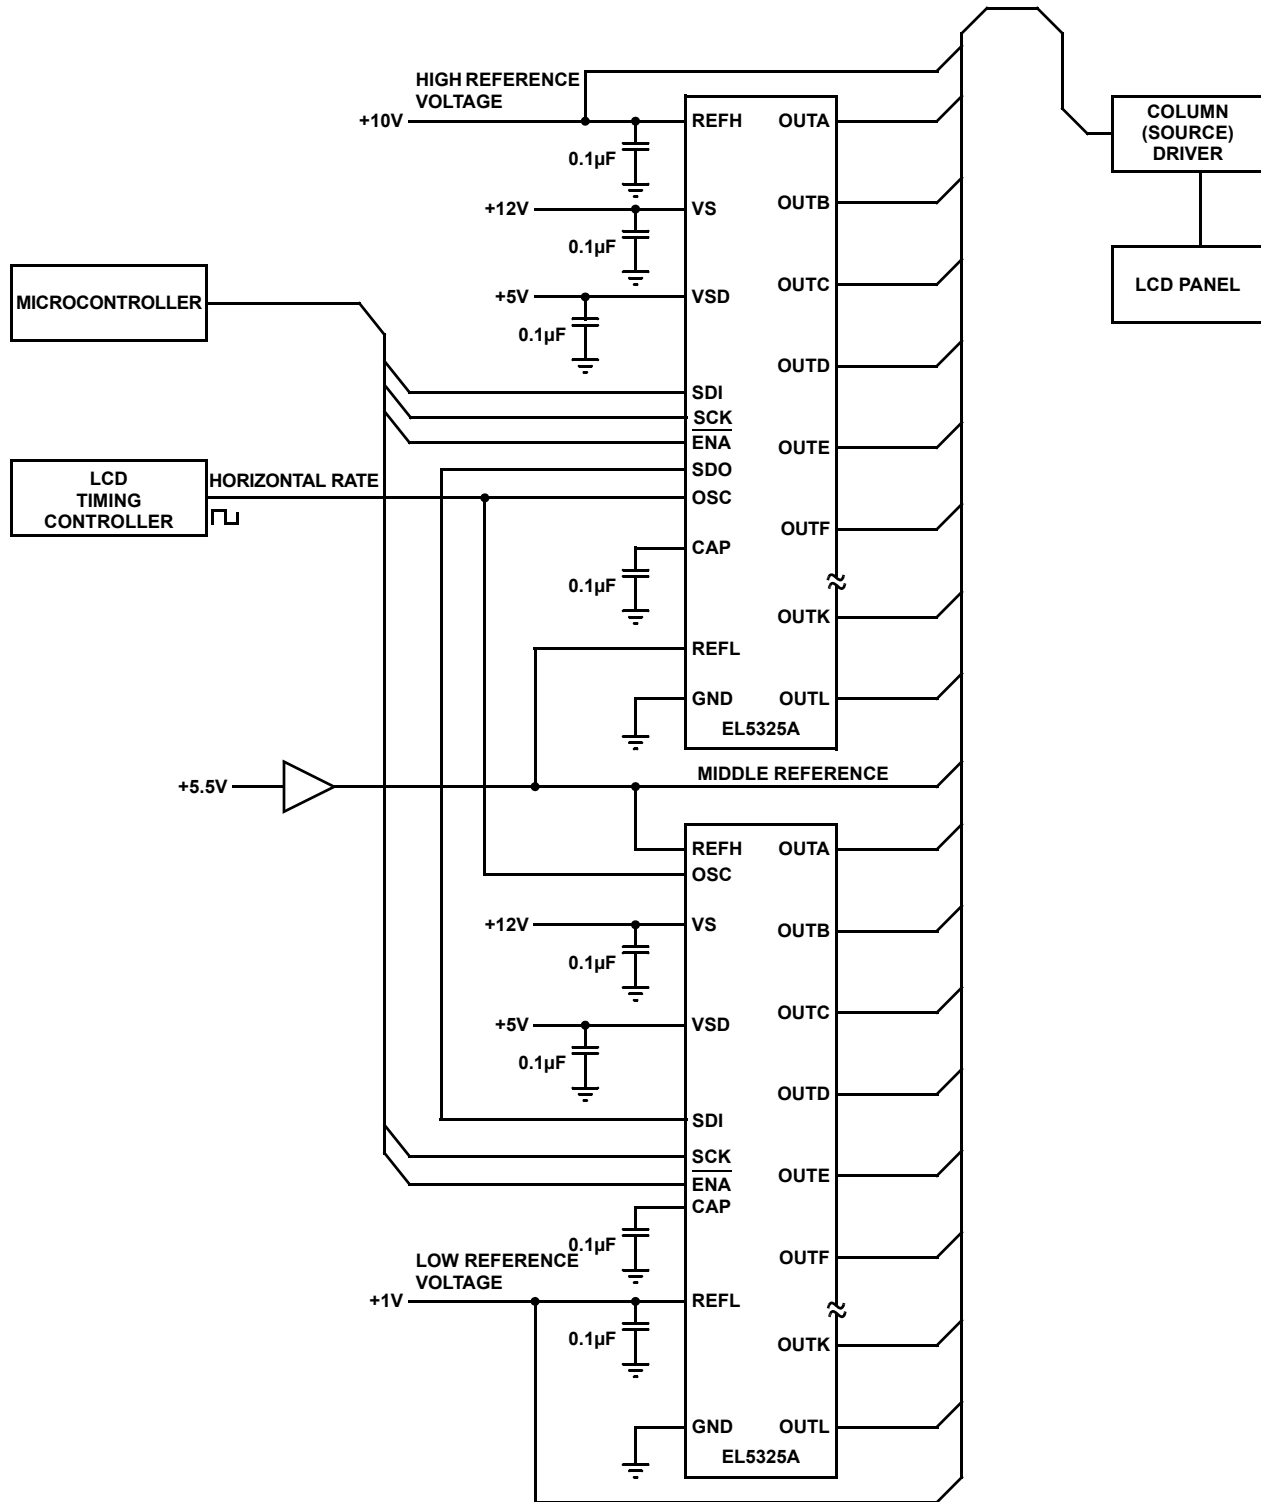 HIGH REFERENCE
VOLTAGE
+10V
REFH
OUTA
0.1µF
COLUMN
(SOURCE)
DRIVER
+12V
VS
OUTB
0.1µF
MICROCONTROLLER
+5V
VSD
OUTC
LCD PANEL
0.1µF
OUTD
SDI
SCK
ENA
OUTE
SDO
LCD
TIMING
CONTROLLER
HORIZONTAL RATE
OSC
OUTF
CAP
0.1µF
OUTK
REFL
GND
OUTL
EL5325A
MIDDLE REFERENCE
+5.5V
REFH
OUTA
OSC
+12V
VS
OUTB
0.1µF
OUTC
+5V
VSD
0.1µF
OUTD
SDI
SCK
OUTE
ENA
CAP
0.1µF
OUTF
LOW REFERENCE
VOLTAGE
+1V
REFL
0.1µF
OUTK
GND
OUTL
EL5325A